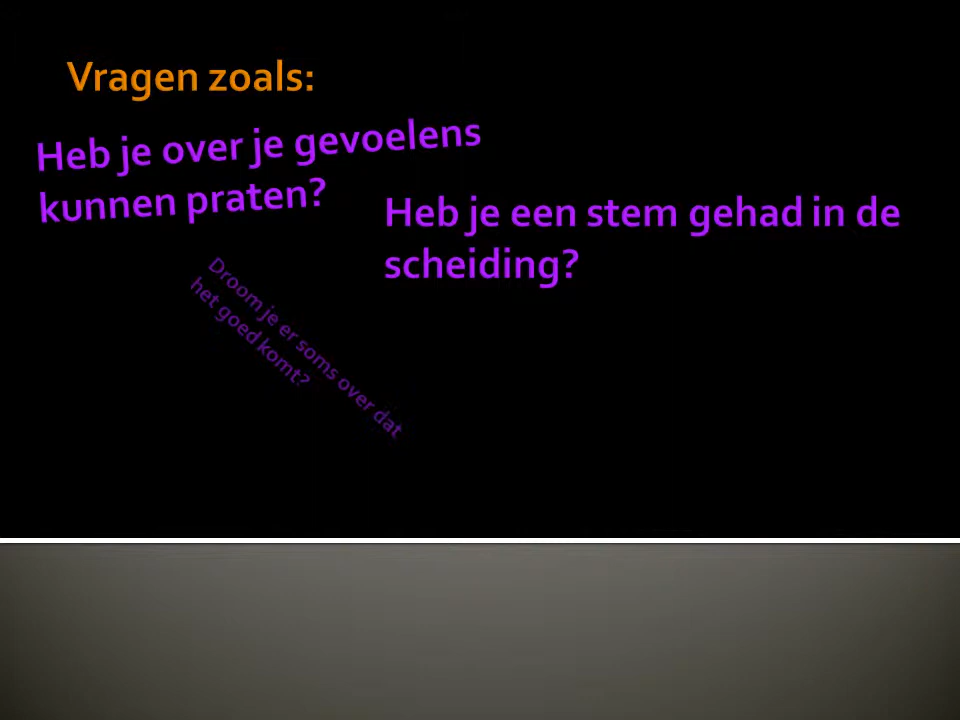 Vragen zoals:
Heb je over je gevoelens
kunnen praten?
Heb je een stem gehad in de
scheiding?
Droom je er soms over dat
het goed komt?